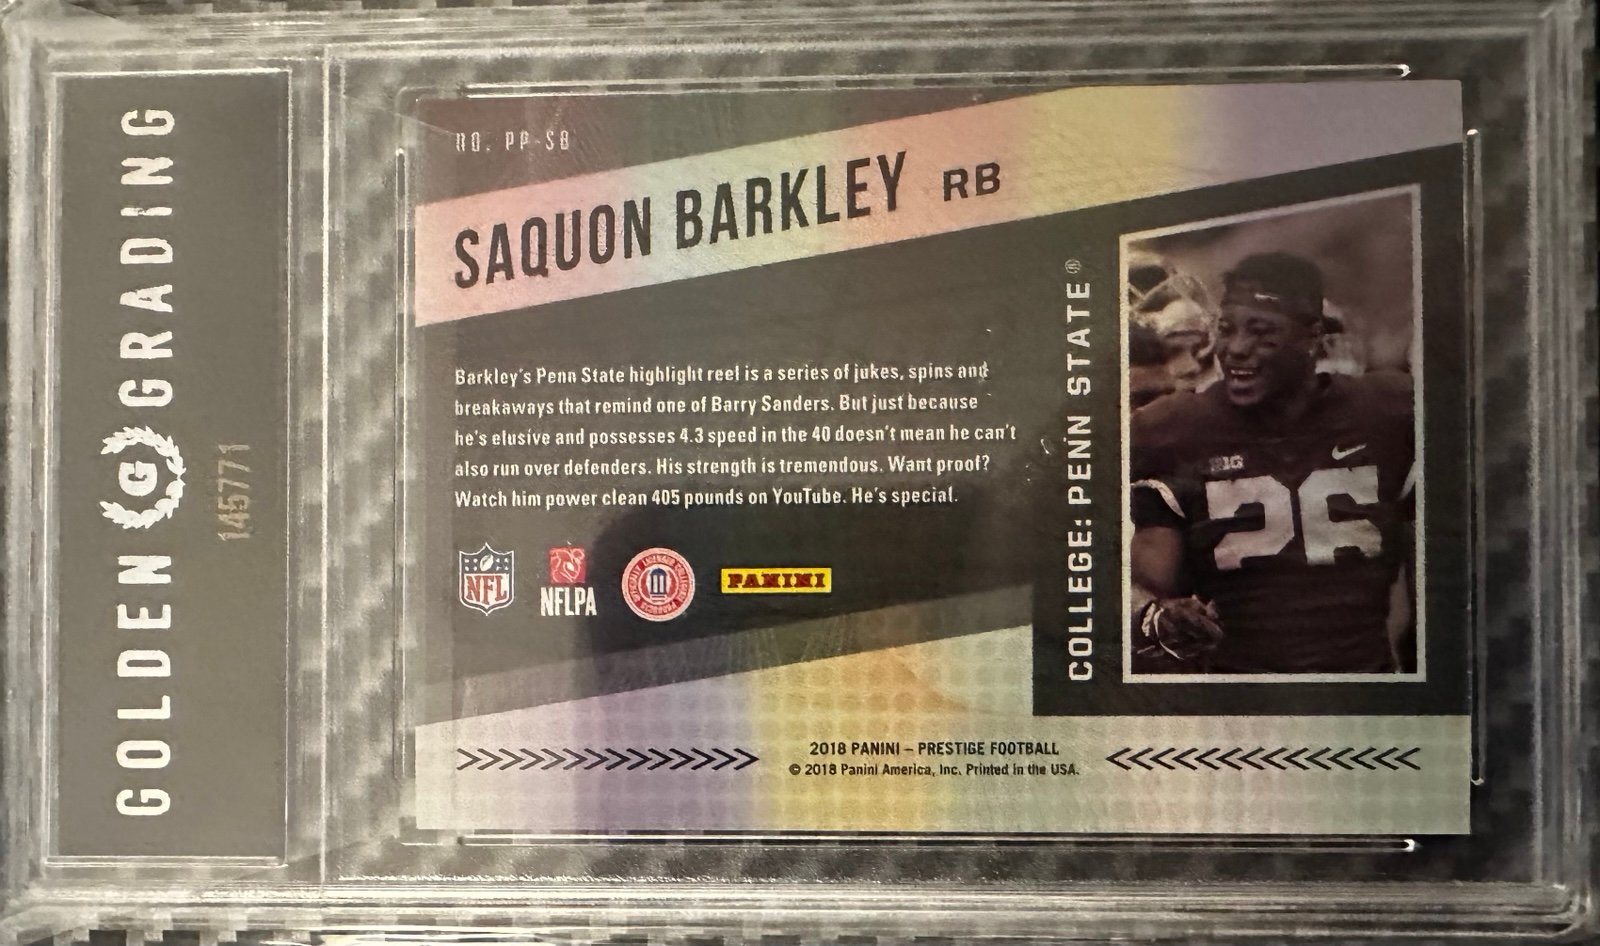 GOLDEN G GRADING
145771
NO. PP-SB
SAQUON BARKLEY RB
Barkley's Penn State highlight reel is a series of jukes, spins and
breakaways that remind one of Barry Sanders. But just because
he's elusive and possesses 4.3 speed in the 40 doesn't mean he can't
also run over defenders. His strength is tremendous. Want proof?
Watch him power clean 405 pounds on YouTube. He's special.
NFL
NFLPA
PANINI
COLLEGE: PENN STATE®
B1G
26
2018 PANINI – PRESTIGE FOOTBALL
© 2018 Panini America, Inc. Printed in the USA.